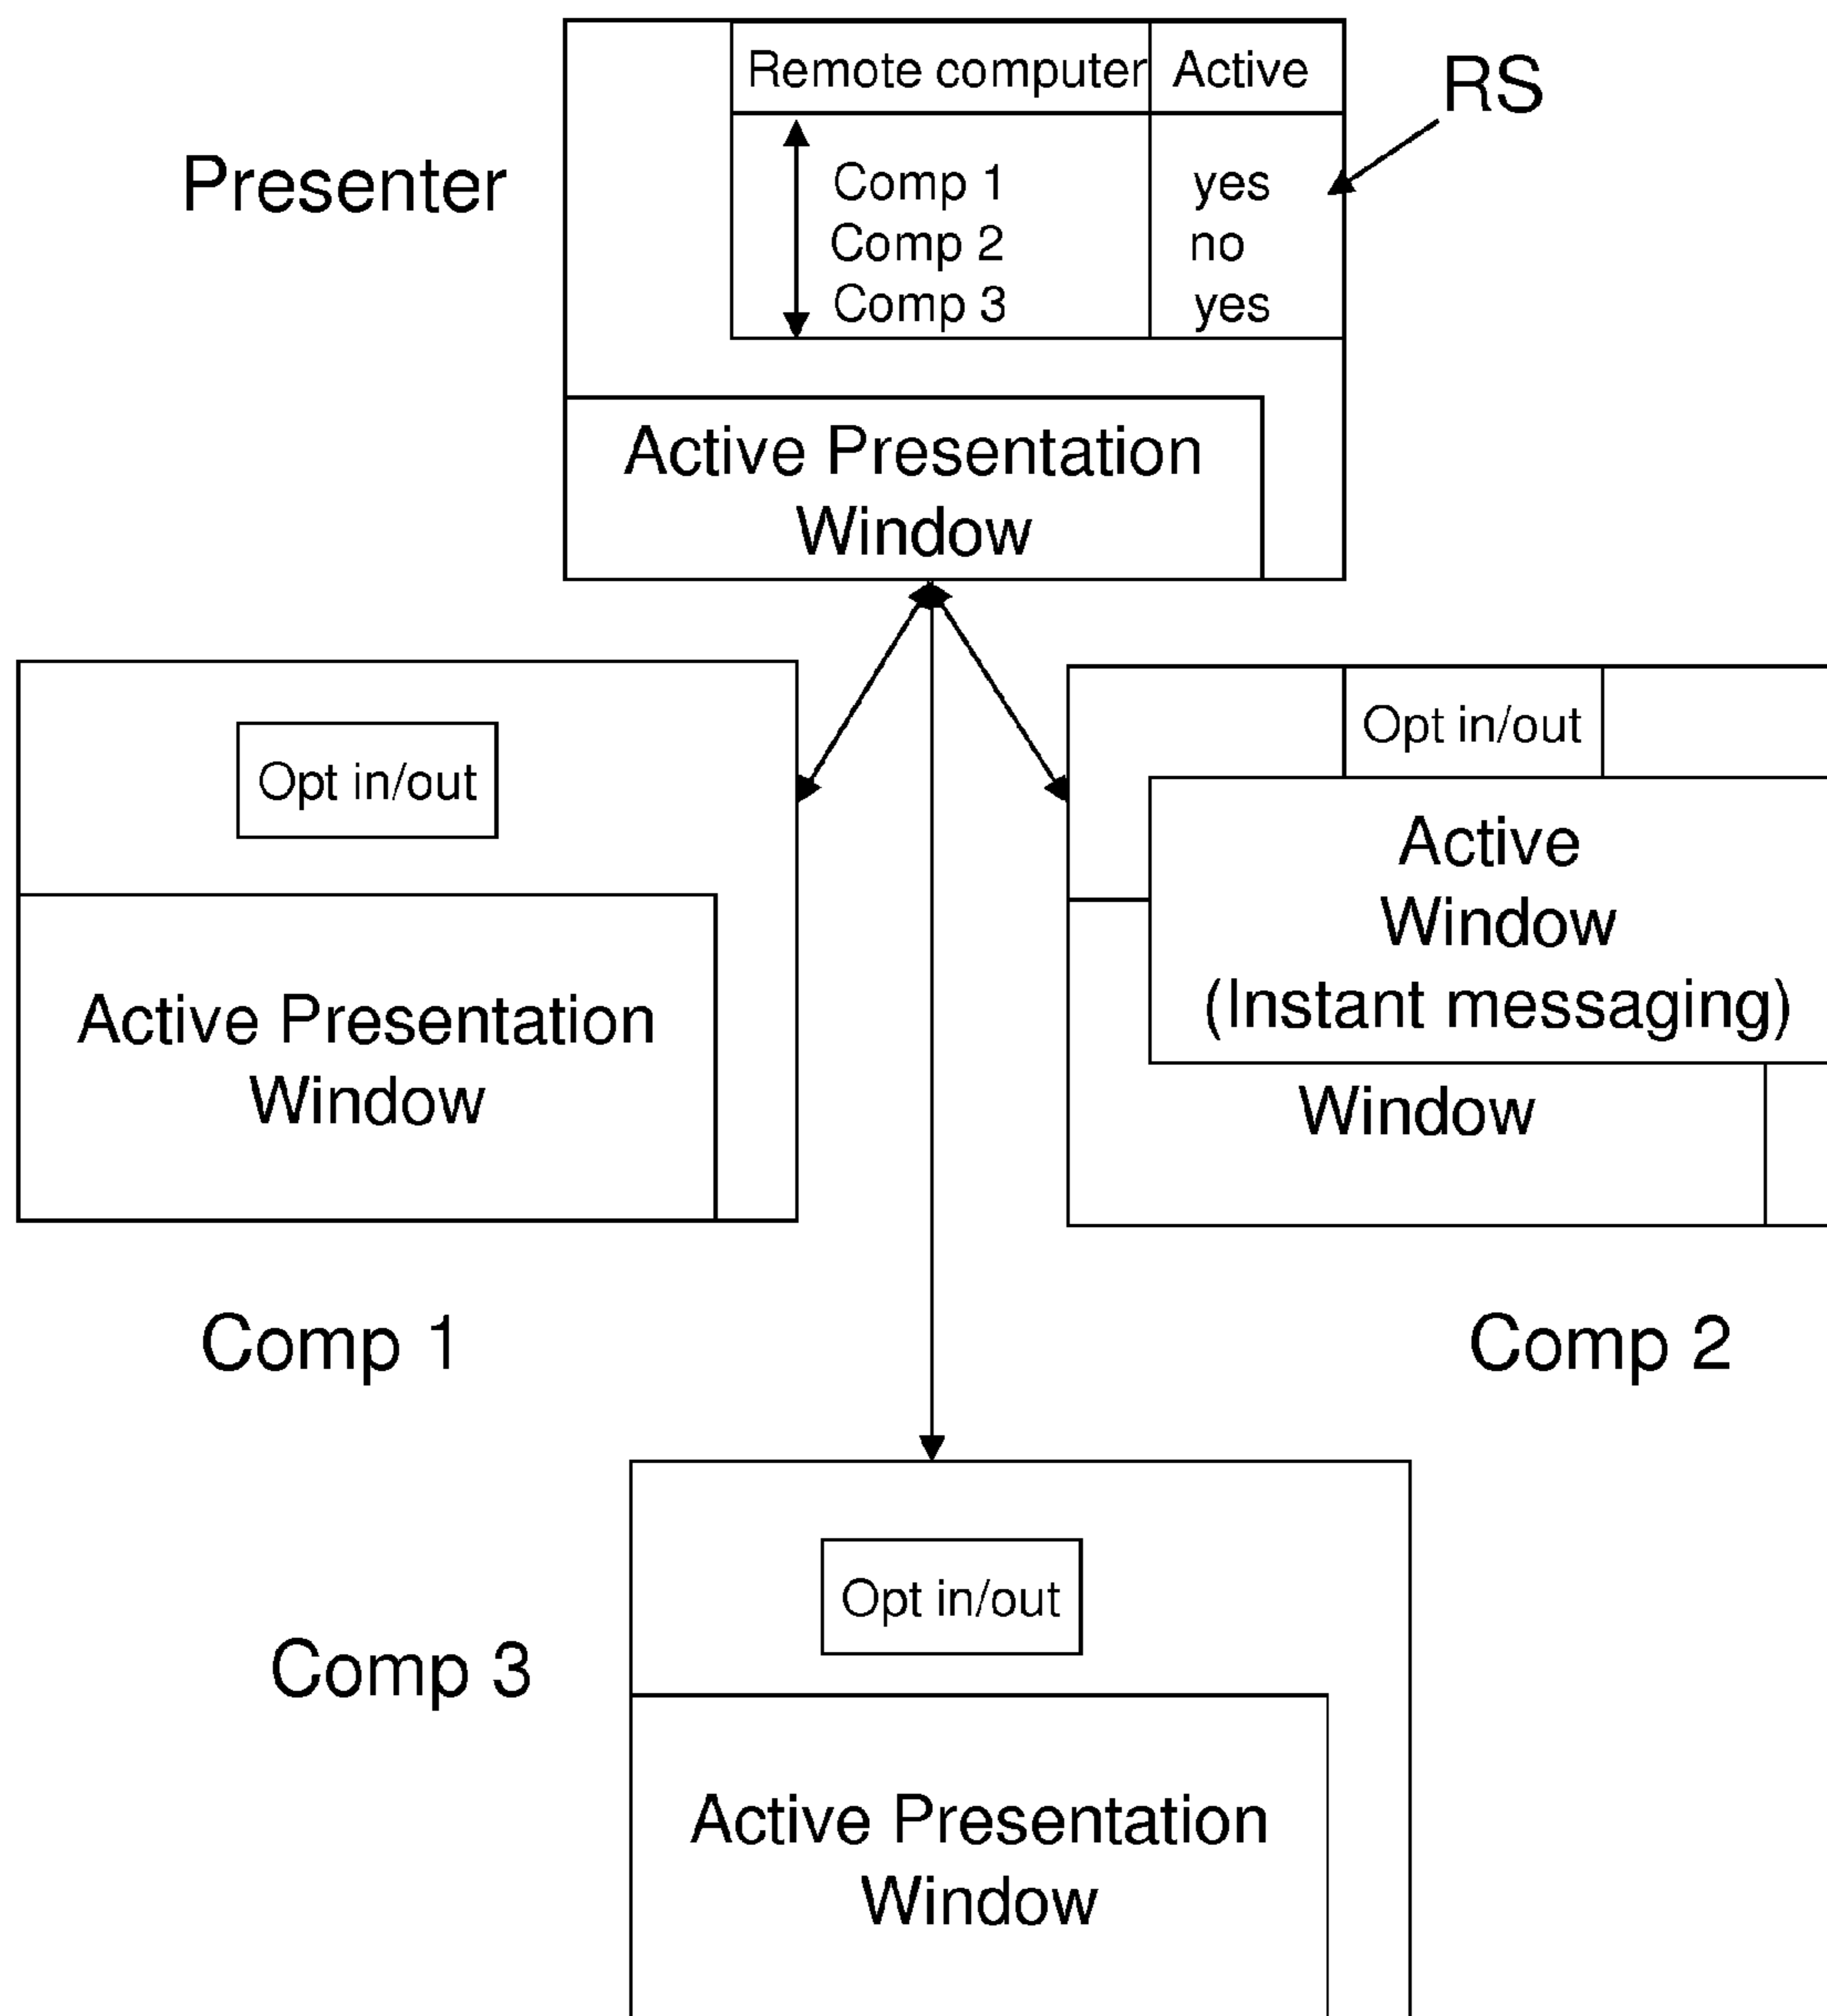 Remote computer Active
RS
Presenter
Comp 1 yes
Comp 2 no
Comp 3 yes
Active Presentation
Window
Opt in/out
Active Presentation
Window
Comp 1
Opt in/out
Active
Window
(Instant messaging)
Window
Comp 2
Comp 3
Opt in/out
Active Presentation
Window